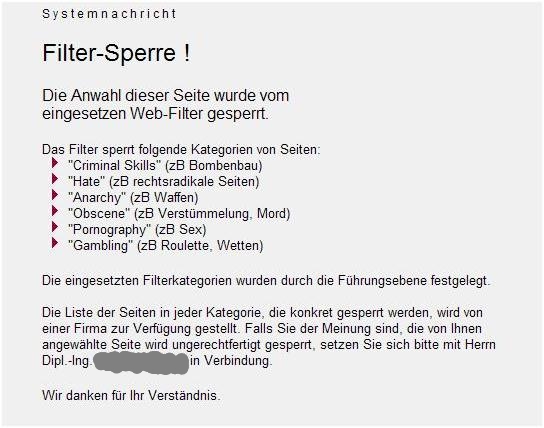 Systemnachricht
Filter-Sperre !
Die Anwahl dieser Seite wurde vom
eingesetzen Web-Filter gesperrt.
Das Filter sperrt folgende Kategorien von Seiten:
"Criminal Skills" (zB Bombenbau)
"Hate" (zB rechtsradikale Seiten)
"Anarchy" (zB Waffen)
"Obscene" (zB Verstümmelung, Mord)
"Pornography" (zB Sex)
"Gambling" (zB Roulette, Wetten)
Die eingesetzten Filterkategorien wurden durch die Führungsebene festgelegt.
Die Liste der Seiten in jeder Kategorie, die konkret gesperrt werden, wird von
einer Firma zur Verfügung gestellt. Falls Sie der Meinung sind, die von Ihnen
angewählte Seite wird ungerechtfertigt gesperrt, setzen Sie sich bitte mit Herrn
Dipl.-Ing. in Verbindung.
Wir danken für Ihr Verständnis.